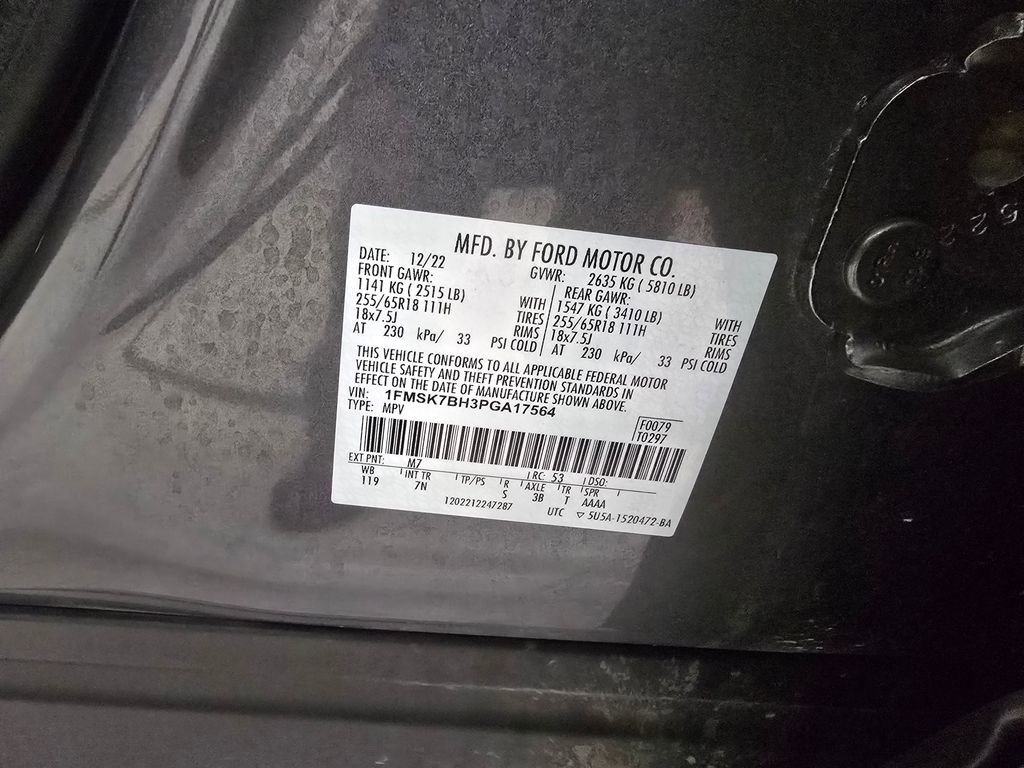 MFD. BY FORD MOTOR CO.
DATE: 12/22 GVWR: 2635 KG ( 5810 LB)
FRONT GAWR: REAR GAWR:
1141 KG ( 2515 LB) WITH 1547 KG ( 3410 LB) WITH
255/65R18 111H TIRES 255/65R18 111H TIRES
18x7.5J RIMS 18x7.5J RIMS
AT 230 kPa/ 33 PSI COLD AT 230 kPa/ 33 PSI COLD
THIS VEHICLE CONFORMS TO ALL APPLICABLE FEDERAL MOTOR
VEHICLE SAFETY AND THEFT PREVENTION STANDARDS IN
EFFECT ON THE DATE OF MANUFACTURE SHOWN ABOVE.
VIN: 1FMSK7BH3PGA17564
TYPE: MPV
F0079
T0297
EXT PNT: M7 RC: 53 DSO:
WB INT TR TP/PS R AXLE TR SPR
119 7N S 3B T AAAA
1202212247287 UTC ▽ 5U5A-1520472-BA
522